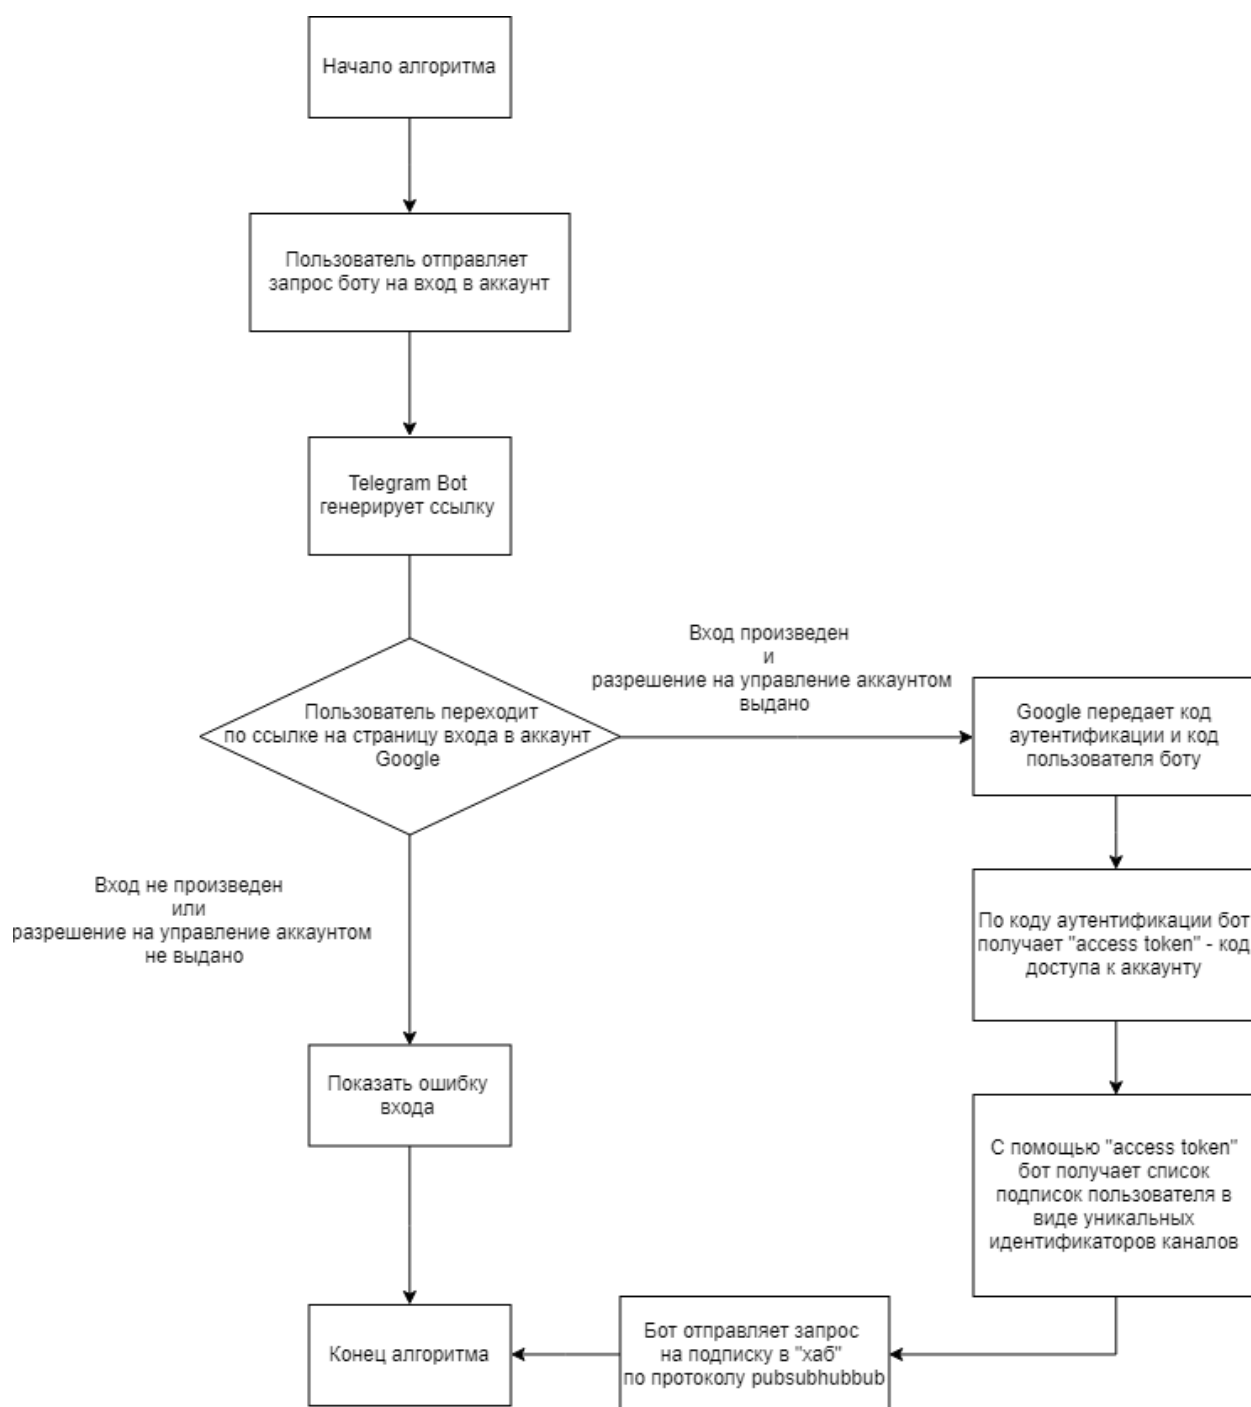 Начало алгоритма
Пользователь отправляет
запрос боту на вход в аккаунт
Telegram Bot
генерирует ссылку
Пользователь переходит
по ссылке на страницу входа в аккаунт
Google
Вход произведен
и
разрешение на управление аккаунтом
выдано
Google передает код
аутентификации и код
пользователя боту
По коду аутентификации бот
получает "access token" - код
доступа к аккаунту
С помощью "access token"
бот получает список
подписок пользователя в
виде уникальных
идентификаторов каналов
Бот отправляет запрос
на подписку в "хаб"
по протоколу pubsubhubbub
Вход не произведен
или
разрешение на управление аккаунтом
не выдано
Показать ошибку
входа
Конец алгоритма